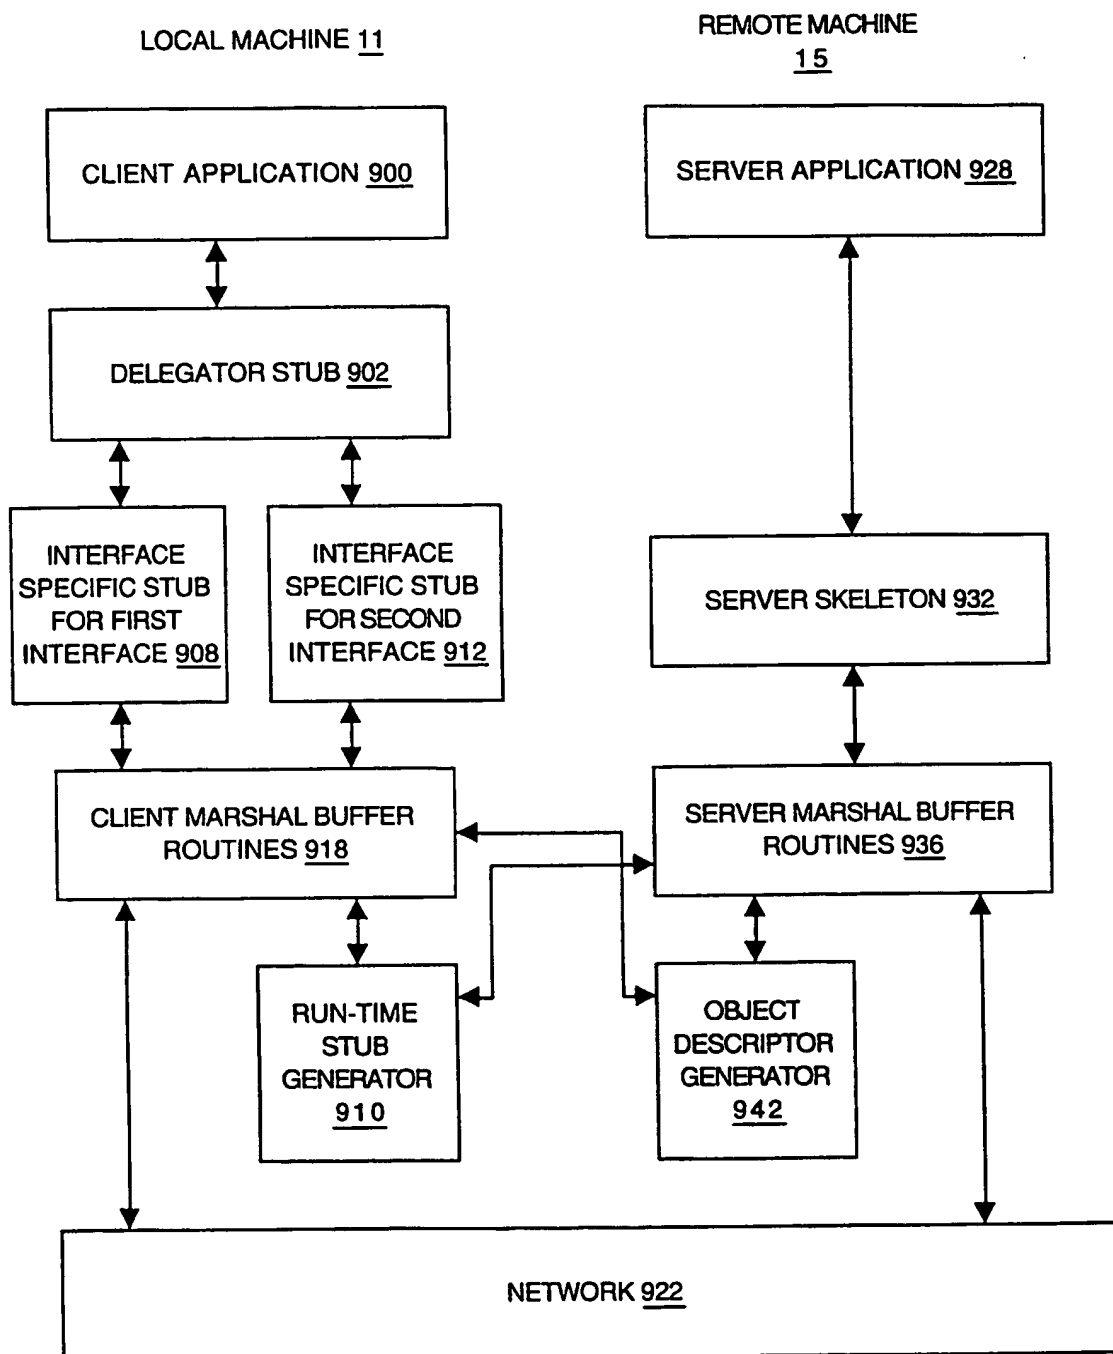 LOCAL MACHINE 11
REMOTE MACHINE
15
CLIENT APPLICATION 900
SERVER APPLICATION 928
DELEGATOR STUB 902
INTERFACE
SPECIFIC STUB
FOR FIRST
INTERFACE 908
INTERFACE
SPECIFIC STUB
FOR SECOND
INTERFACE 912
SERVER SKELETON 932
CLIENT MARSHAL BUFFER
ROUTINES 918
SERVER MARSHAL BUFFER
ROUTINES 936
RUN-TIME
STUB
GENERATOR
910
OBJECT
DESCRIPTOR
GENERATOR
942
NETWORK 922